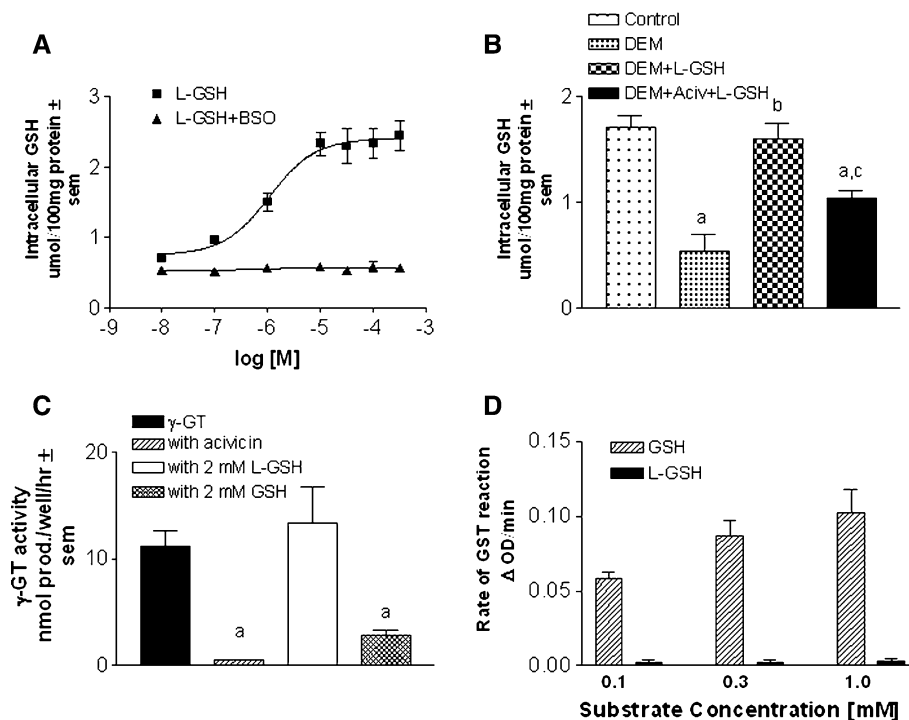 A
L-GSH
L-GSH+BSO
Intracellular GSH
umol/100mg protein ±
sem
3
2
1
0
-9 -8 -7 -6 -5 -4 -3
log [M]
B
Control
DEM
DEM+L-GSH
DEM+Aciv+L-GSH
Intracellular GSH
umol/100mg protein ±
sem
2
1
0
a
b
a,c
C
γ-GT
with acivicin
with 2 mM L-GSH
with 2 mM GSH
γ-GT activity
nmol prod./well/hr ±
sem
20
10
0
a
a
D
GSH
L-GSH
Rate of GST reaction
Δ OD/min
0.15
0.10
0.05
0.00
0.1 0.3 1.0
Substrate Concentration [mM]